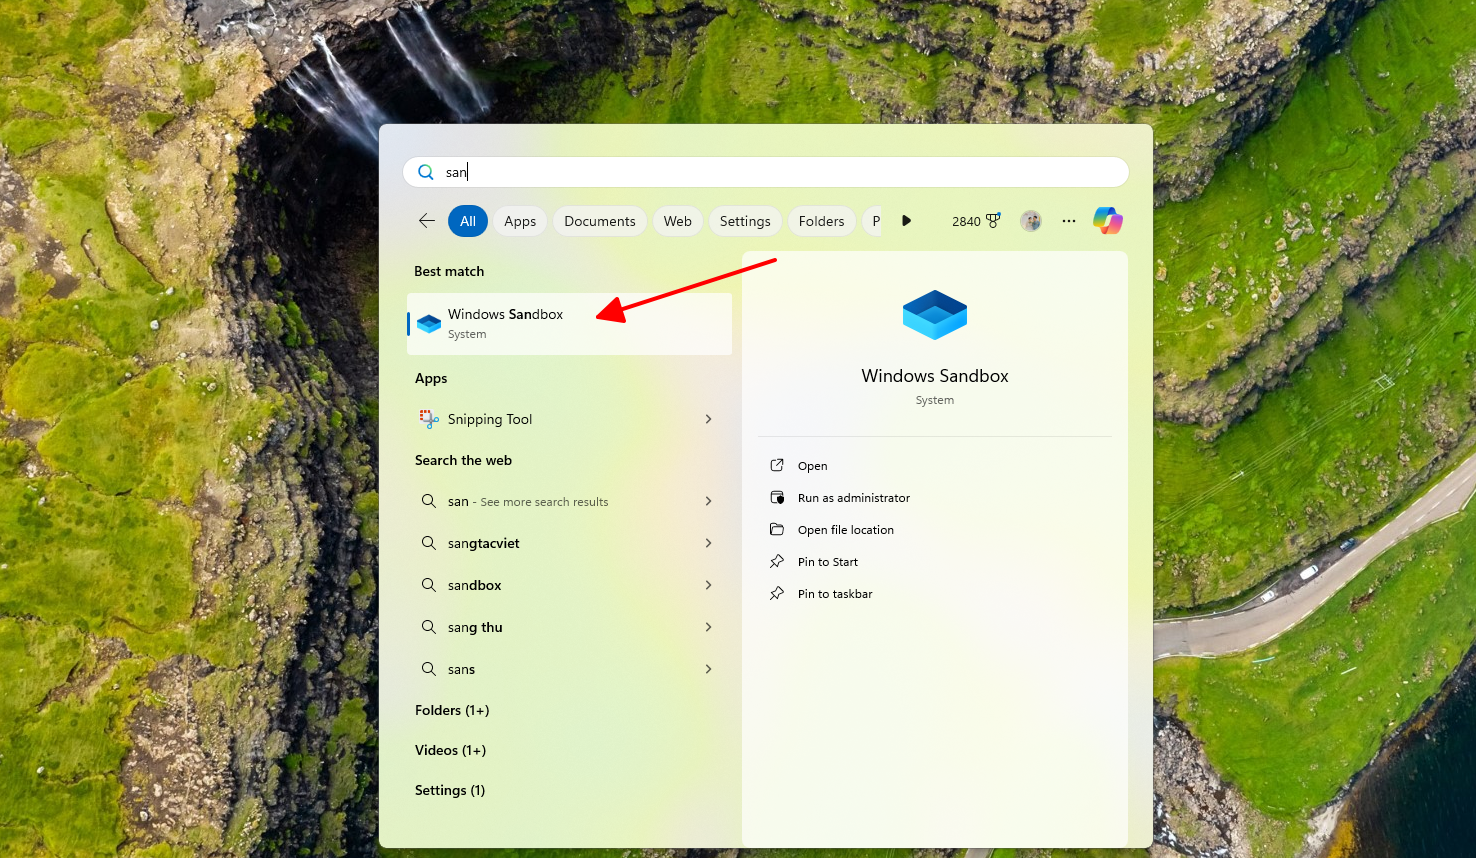 san
All Apps Documents Web Settings Folders P 2840
Best match
Windows Sandbox
System
Apps
Snipping Tool
Search the web
san - See more search results
sangtacviet
sandbox
sang thu
sans
Folders (1+)
Videos (1+)
Settings (1)
Windows Sandbox
System
Open
Run as administrator
Open file location
Pin to Start
Pin to taskbar